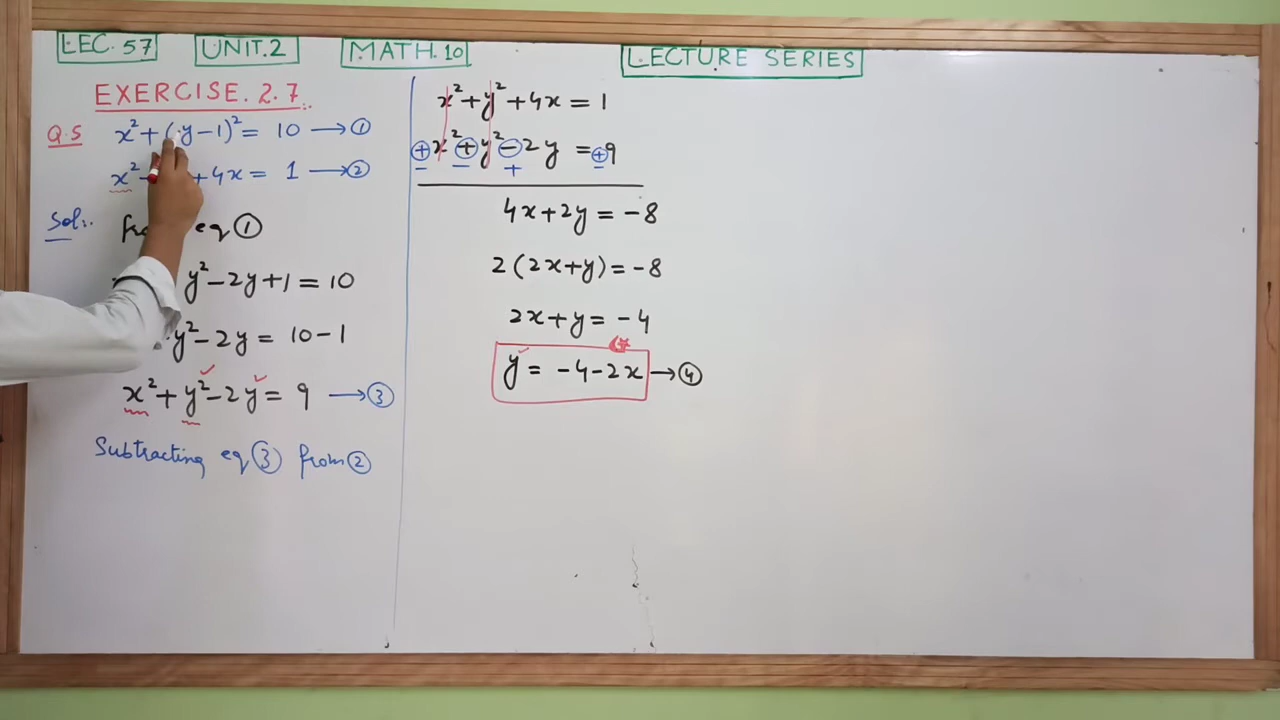 LEC. 57
UNIT. 2
MATH. 10
LECTURE SERIES
EXERCISE. 2.7
Q.5 x² + (y - 1)² = 10 → ①
x² + 4x = 1 → ②
Sol:. eq ①
y² - 2y + 1 = 10
y² - 2y = 10 - 1
x² + y² - 2y = 9 → ③
Subtracting eq ③ from ②
x² + y² + 4x = 1
⊕x² ⊕ y² ⊖ 2y = ⊕9
- - + -
4x + 2y = -8
2(2x + y) = -8
2x + y = -4
y = -4 - 2x → ④